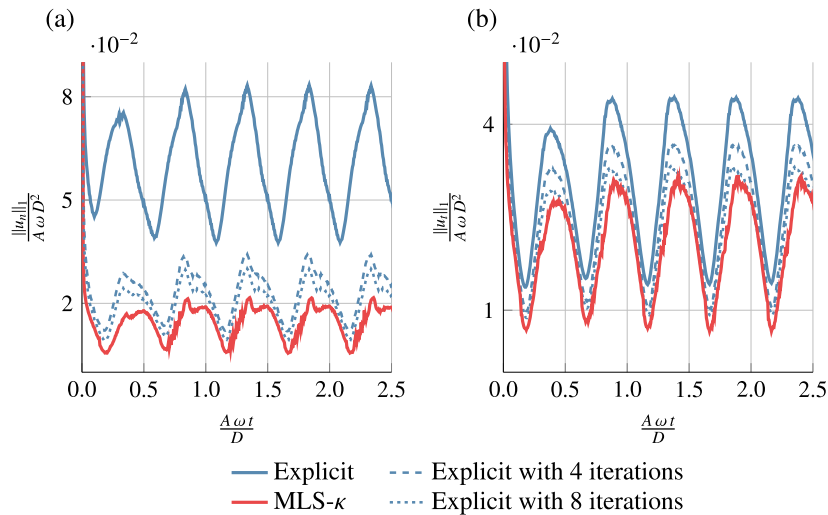 (a)
·10⁻²
8
5
2
‖uₙ‖₁
A ω D²
0.0 0.5 1.0 1.5 2.0 2.5
A ω t
D
(b)
·10⁻²
4
1
‖uₜ‖₁
A ω D²
0.0 0.5 1.0 1.5 2.0 2.5
A ω t
D
Explicit
Explicit with 4 iterations
MLS-κ
Explicit with 8 iterations